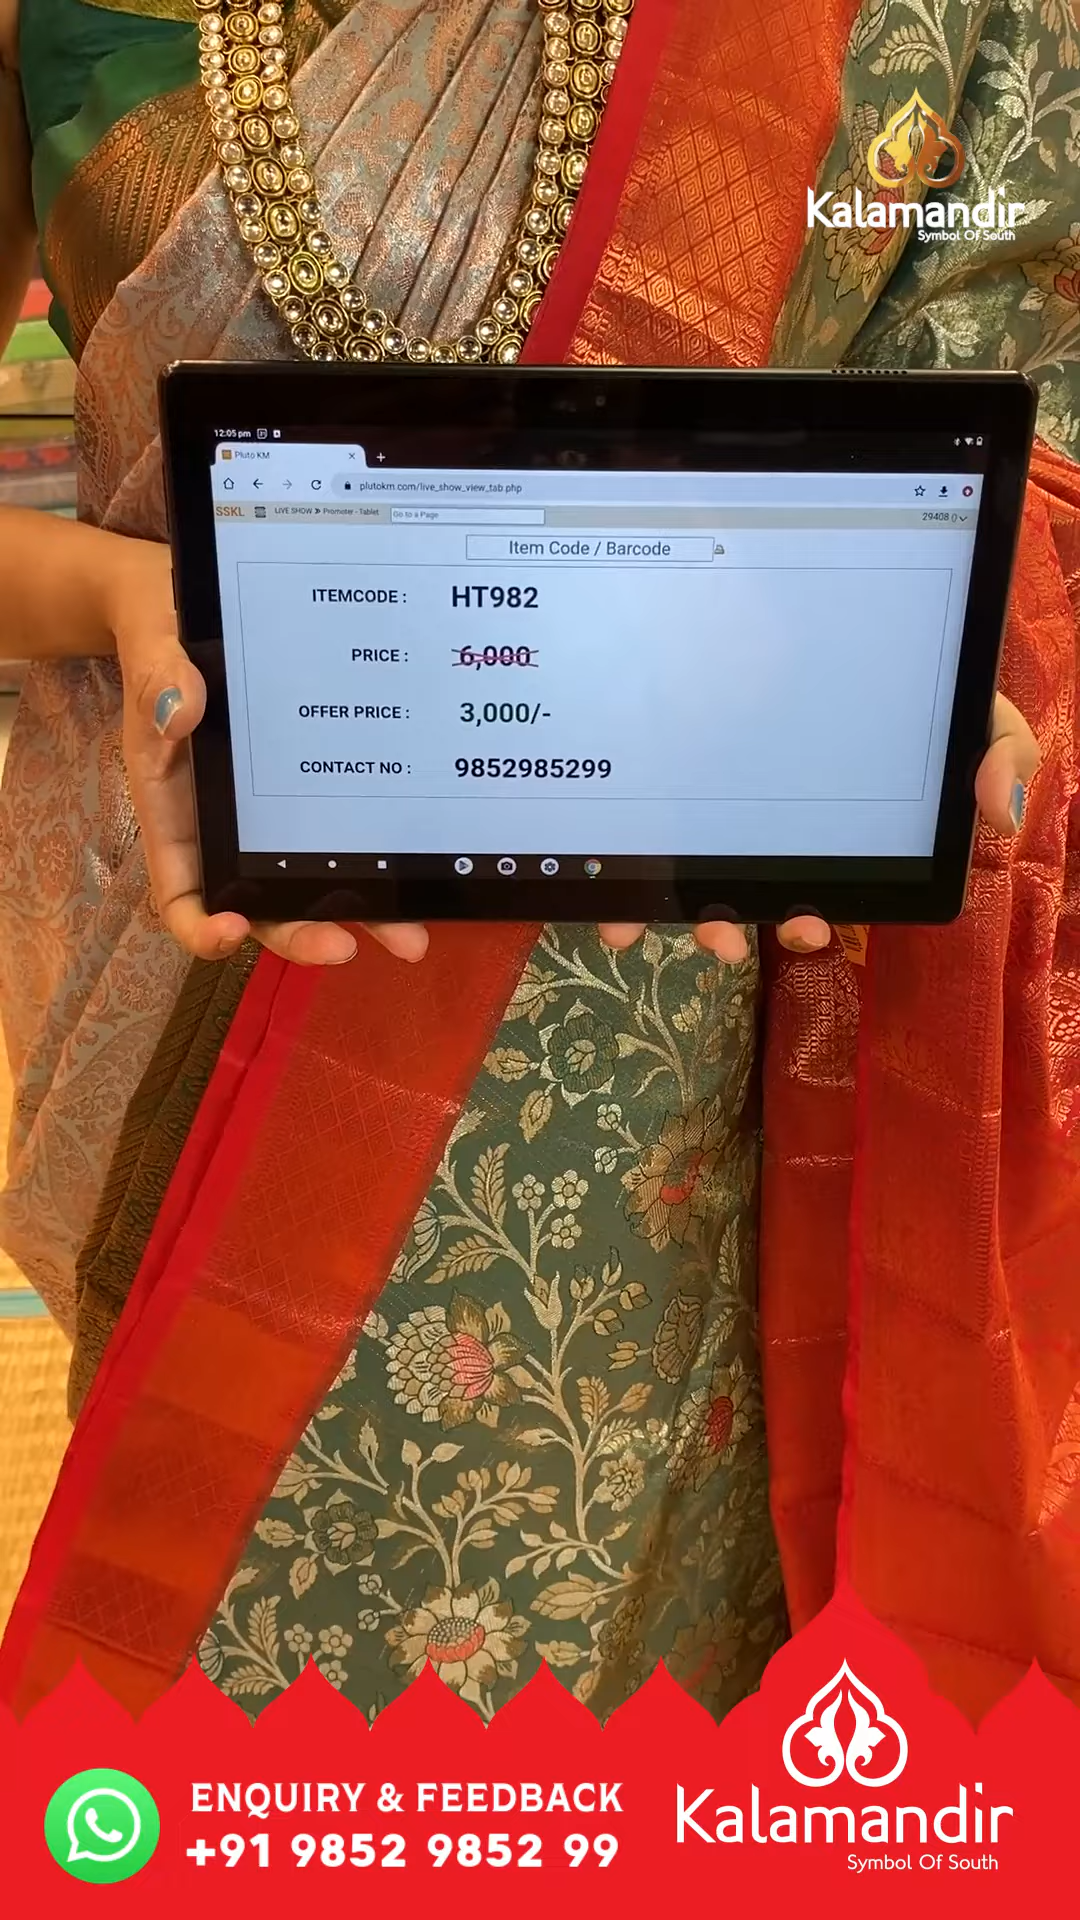 Kalamandir
Symbol Of South
12:05 pm
Pluto KM
plutokm.com/live_show_view_tab.php
SSKL LIVE SHOW » Promoter - Tablet Go to a Page 29408 ()
Item Code / Barcode
ITEMCODE : HT982
PRICE : 6,000
OFFER PRICE : 3,000/-
CONTACT NO : 9852985299
ENQUIRY & FEEDBACK
+91 9852 9852 99
Kalamandir
Symbol Of South